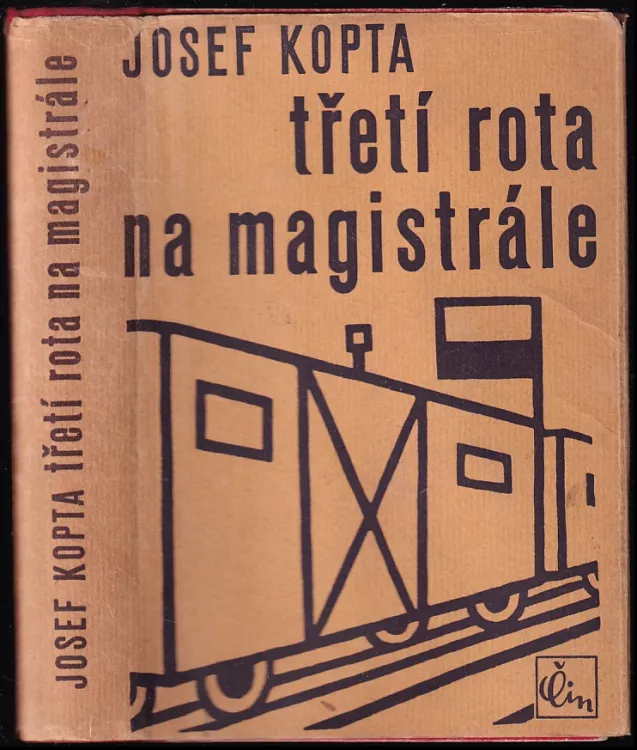 JOSEF KOPTA třetí rota na magistrále
JOSEF KOPTA
třetí rota
na magistrále
Čin